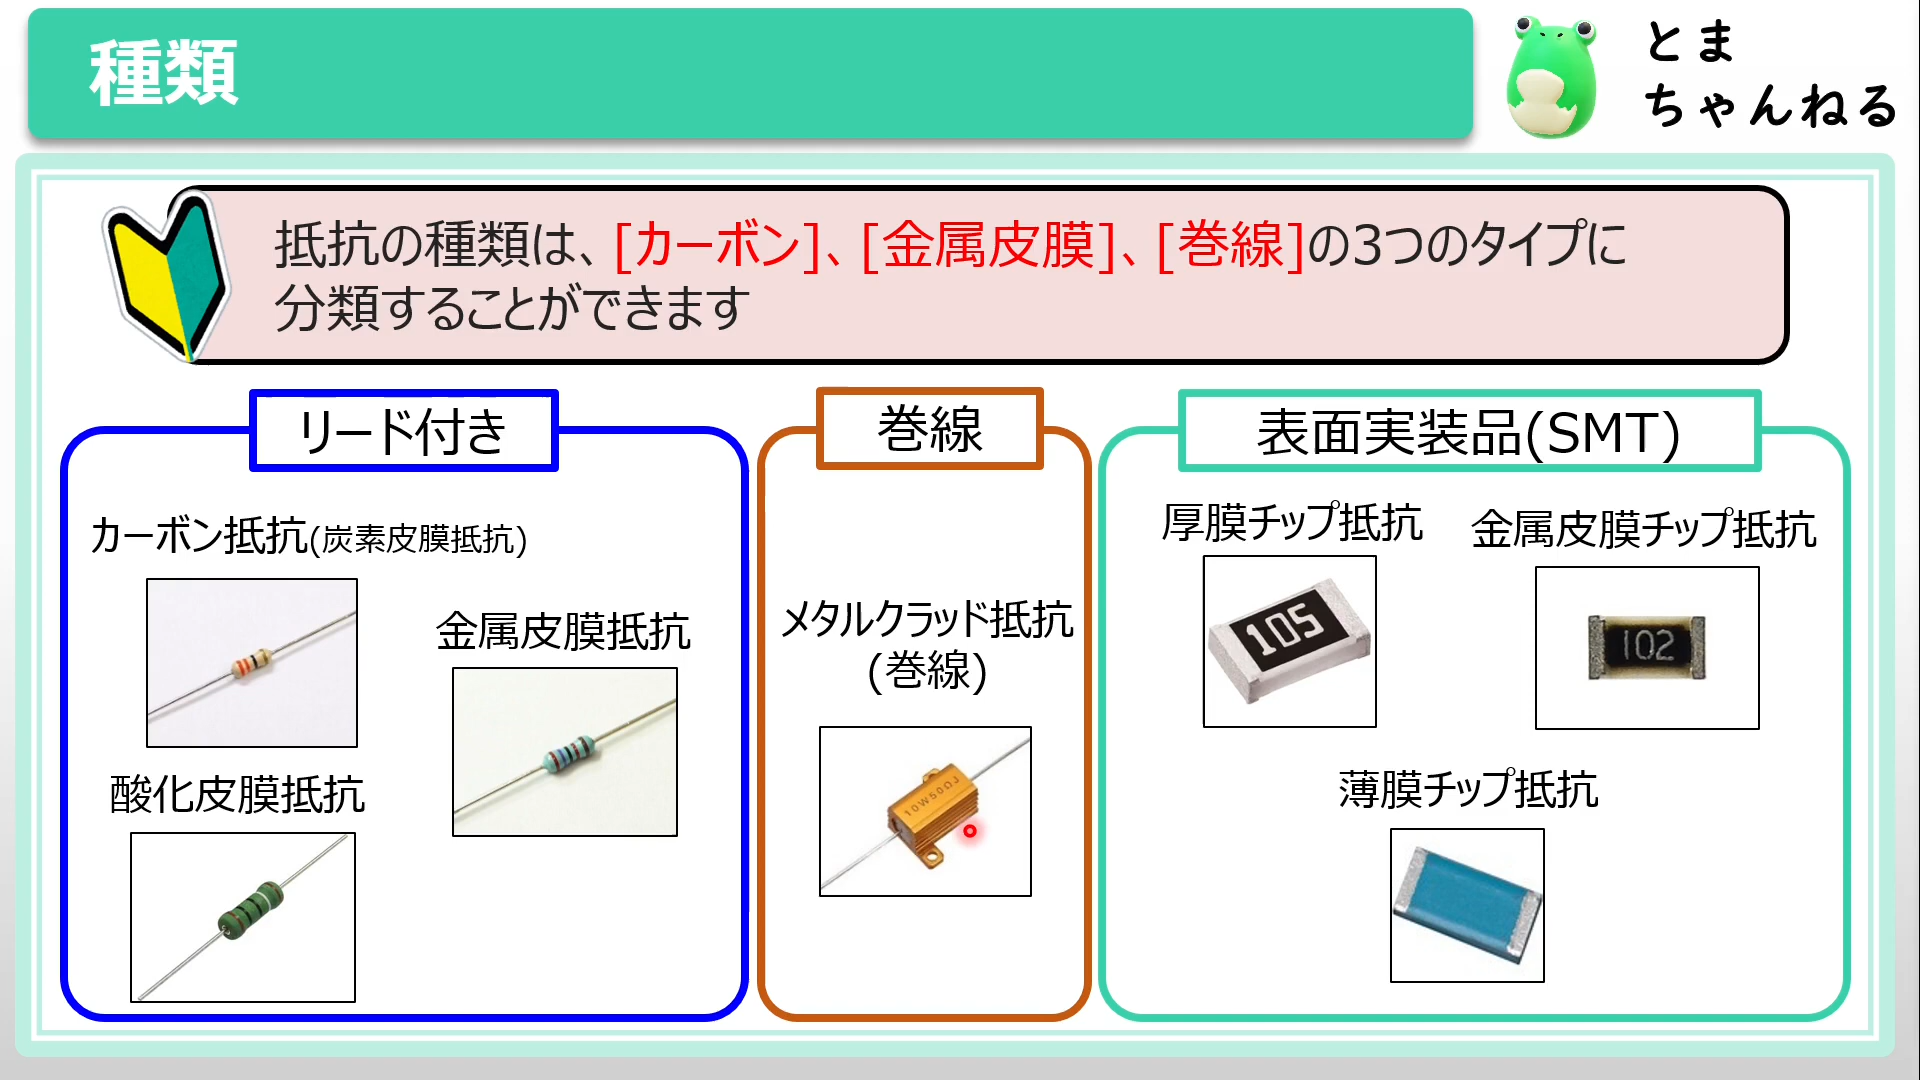 種類
とま
ちゃんねる
抵抗の種類は、[カーボン]、[金属皮膜]、[巻線]の3つのタイプに
分類することができます
リード付き
カーボン抵抗(炭素皮膜抵抗)
金属皮膜抵抗
酸化皮膜抵抗
巻線
メタルクラッド抵抗
(巻線)
10W50ΩJ
表面実装品(SMT)
厚膜チップ抵抗
105
金属皮膜チップ抵抗
102
薄膜チップ抵抗